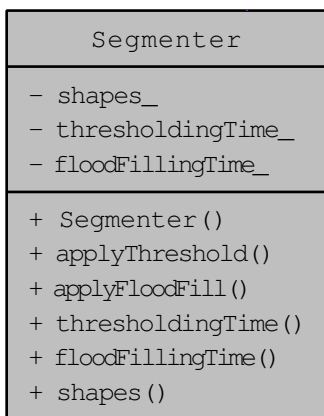 Segmenter
- shapes_
- thresholdingTime_
- floodFillingTime_
+ Segmenter()
+ applyThreshold()
+ applyFloodFill()
+ thresholdingTime()
+ floodFillingTime()
+ shapes()